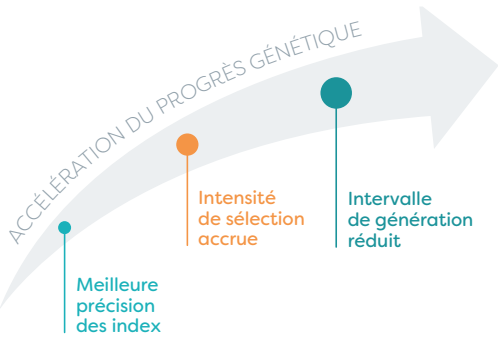 ACCÉLÉRATION DU PROGRÈS GÉNÉTIQUE
Meilleure
précision
des index
Intensité
de sélection
accrue
Intervalle
de génération
réduit